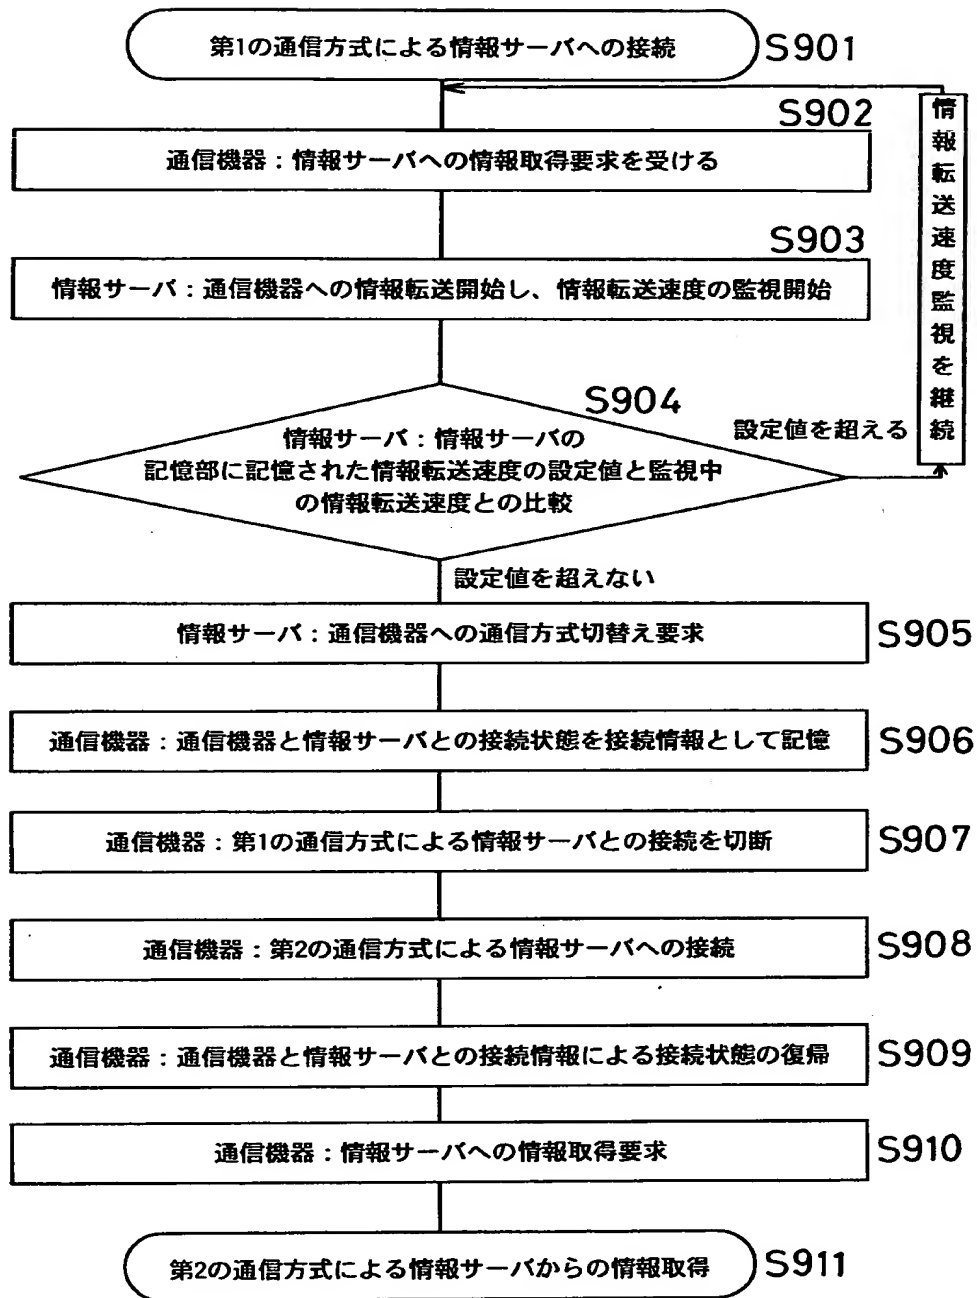 第1の通信方式による情報サーバへの接続
S901
S902
通信機器：情報サーバへの情報取得要求を受ける
S903
情報サーバ：通信機器への情報転送開始し、情報転送速度の監視開始
S904
情報サーバ：情報サーバの
記憶部に記憶された情報転送速度の設定値と監視中
の情報転送速度との比較
設定値を超える
情報転送速度監視を継続
設定値を超えない
情報サーバ：通信機器への通信方式切替え要求
S905
通信機器：通信機器と情報サーバとの接続状態を接続情報として記憶
S906
通信機器：第1の通信方式による情報サーバとの接続を切断
S907
通信機器：第2の通信方式による情報サーバへの接続
S908
通信機器：通信機器と情報サーバとの接続情報による接続状態の復帰
S909
通信機器：情報サーバへの情報取得要求
S910
第2の通信方式による情報サーバからの情報取得
S911